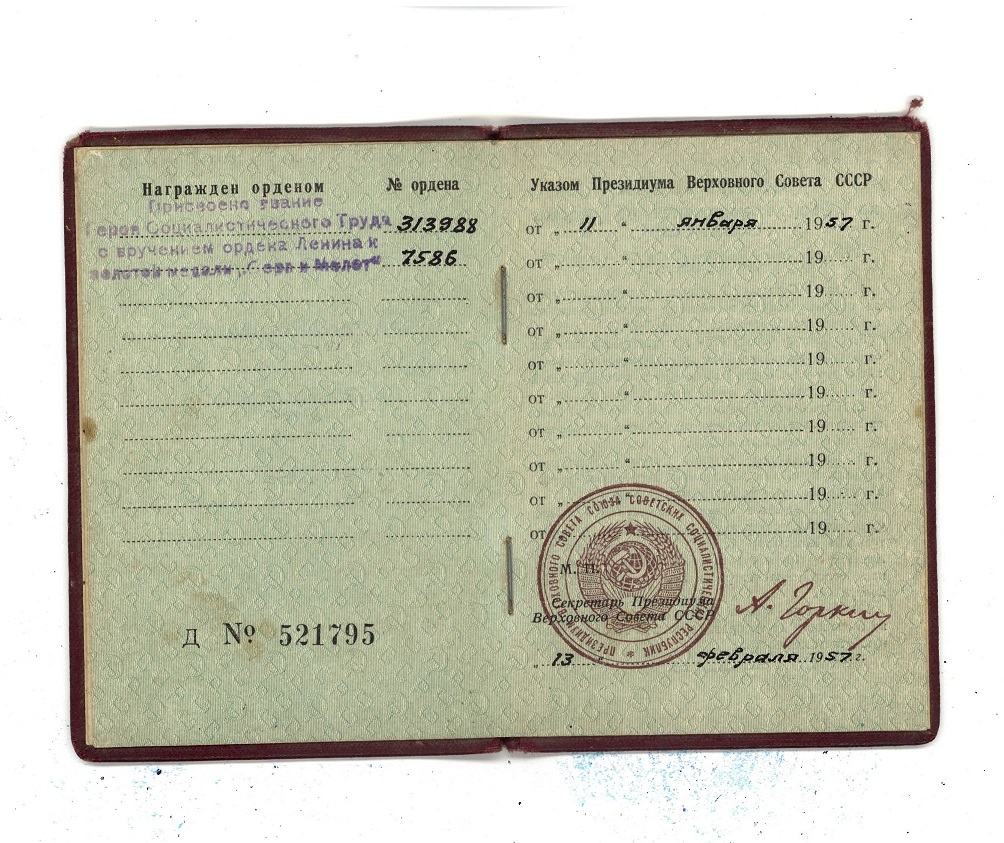 Награжден орденом № ордена
Присвоено звание
Героя Социалистического Труда 313988
с вручением ордена Ленина и
золотой медали „Серп и Молот“ 7586
Д № 521795
Указом Президиума Верховного Совета СССР
от „ 11 “ января 1957 г.
от „ “ 19 г.
от „ “ 19 г.
от „ “ 19 г.
от „ “ 19 г.
от „ “ 19 г.
от „ “ 19 г.
от „ “ 19 г.
от „ “ 19 г.
от „ “ 19 г.
ПРЕЗИДИУМ ВЕРХОВНОГО СОВЕТА СОЮЗА СОВЕТСКИХ СОЦИАЛИСТИЧЕСКИХ РЕСПУБЛИК
М. П.
Секретарь Президиума
Верховного Совета СССР
А. Горкин
„ 13 “ февраля 1957 г.